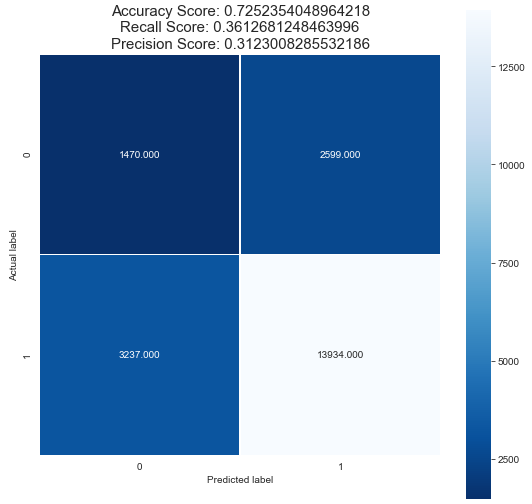 Accuracy Score: 0.7252354048964218
Recall Score: 0.3612681248463996
Precision Score: 0.3123008285532186
12500
10000
7500
5000
2500
0
1470.000
2599.000
Actual label
1
3237.000
13934.000
0
1
Predicted label